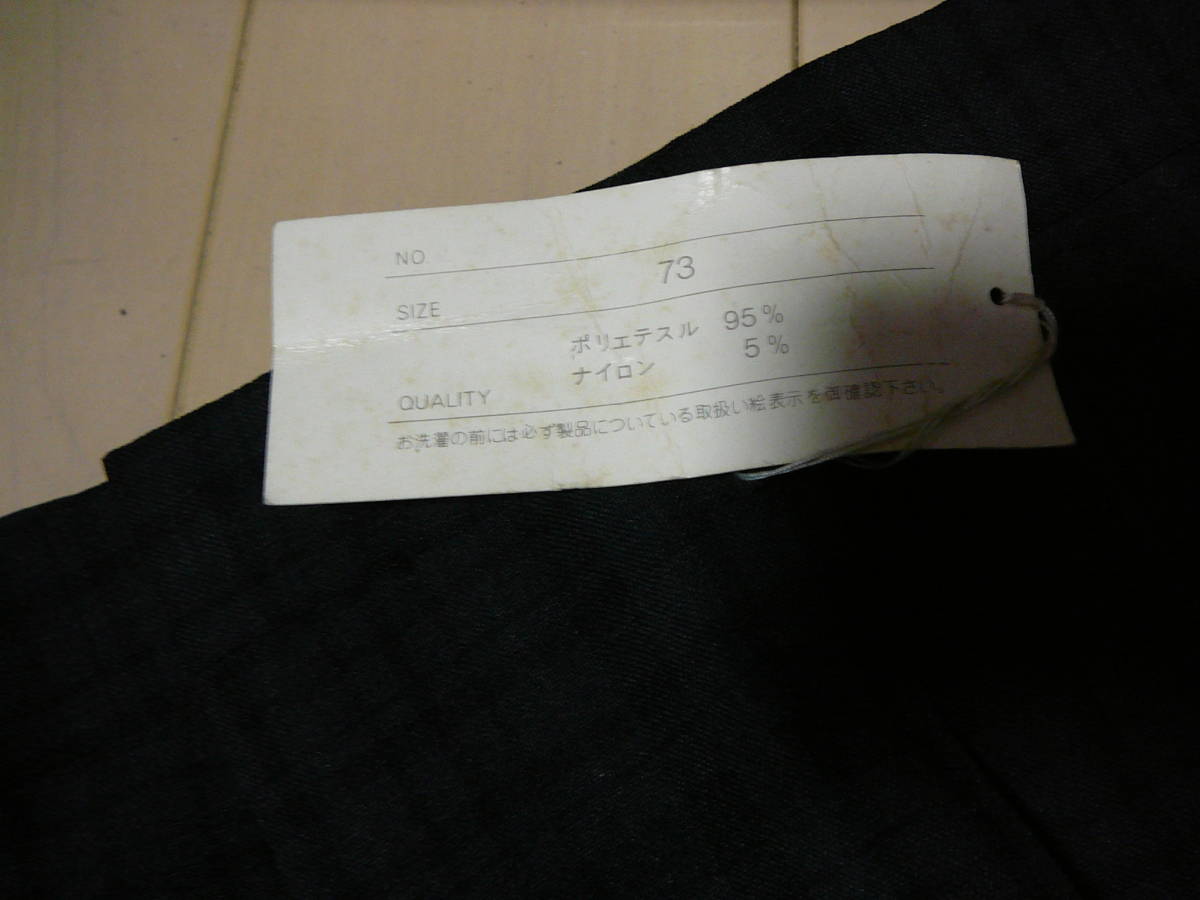 NO
73
SIZE
ポリエテスル 95%
ナイロン 5%
QUALITY
お洗濯の前には必ず製品についている取扱い絵表示を御確認下さい。